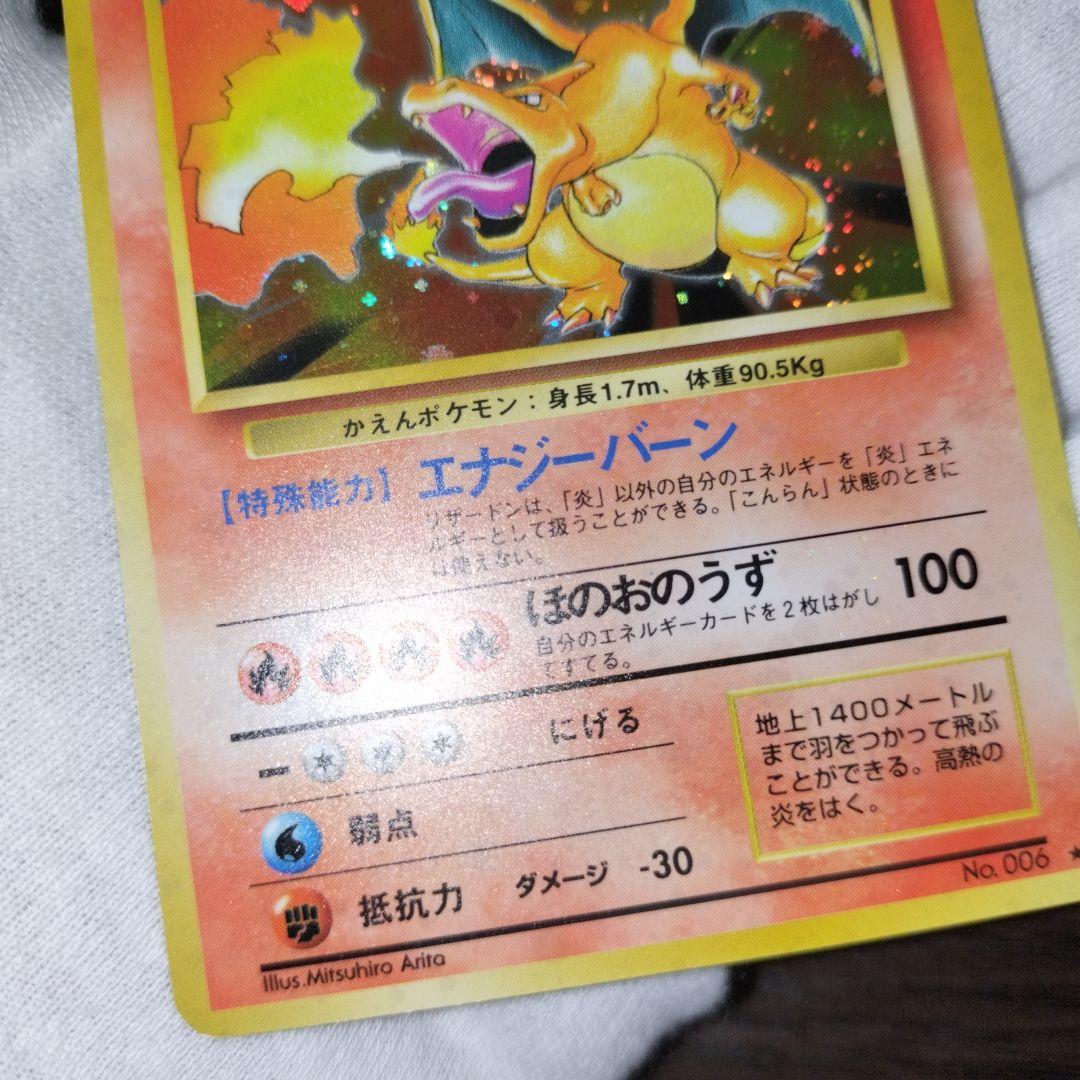 かえんポケモン：身長1.7m、体重90.5Kg
【特殊能力】 エナジーバーン
リザードンは、「炎」以外の自分のエネルギーを「炎」エネ
ルギーとして扱うことができる。「こんらん」状態のときに
は使えない。
ほのおのうず 100
自分のエネルギーカードを2枚はがし
てすてる。
にげる
地上1400メートル
まで羽をつかって飛ぶ
ことができる。高熱の
炎をはく。
弱点
抵抗力 ダメージ -30
No. 006 ★
Illus.Mitsuhiro Arita